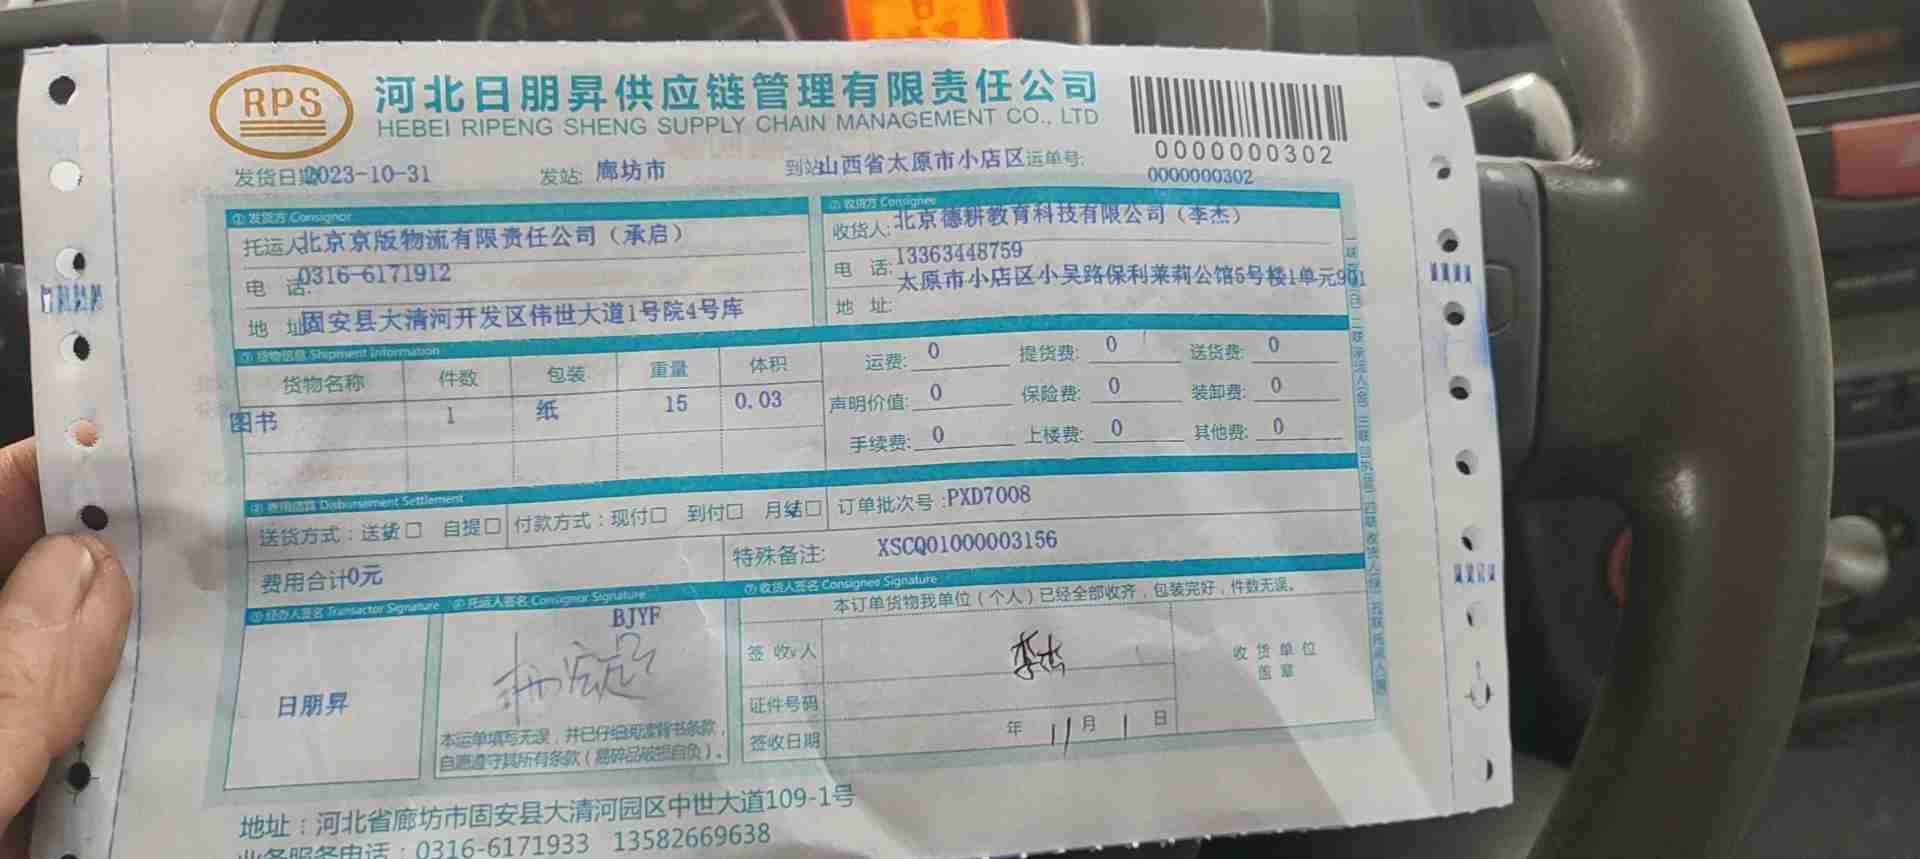 RPS
河北日朋昇供应链管理有限责任公司
HEBEI RIPENG SHENG SUPPLY CHAIN MANAGEMENT CO., LTD
0000000302
发货日期2023-10-31 发站: 廊坊市 到站山西省太原市小店区 运单号: 0000000302
①发货方 Consignor
托运人北京京版物流有限责任公司（承启）
电 话:0316-6171912
地 址固安县大清河开发区伟世大道1号院4号库
②收货方 Consignee
收货人:北京德耕教育科技有限公司（李杰）
电 话:13363448759
地 址:太原市小店区小吴路保利茉莉公馆6号楼1单元901
③货物信息 Shipment Information
货物名称 件数 包装 重量 体积
图书 1 纸 15 0.03
运费: 0 提货费: 0 送货费: 0
声明价值: 0 保险费: 0 装卸费: 0
手续费: 0 上楼费: 0 其他费: 0
Disbursement Settlement
送货方式：送货□ 自提□ 付款方式：现付□ 到付□ 月结□ 订单批次号:PXD7008
费用合计0元 特殊备注: XSCQ01000003156
⑤经办人签名 Transactor Signature
日朋昇
⑥托运人签名 Consignor Signature
BJYF
本运单填写无误，并已仔细阅读背书条款，
自愿遵守其所有条款（易碎品破损自负）。
⑦收货人签名 Consignee Signature
本订单货物我单位（个人）已经全部收齐，包装完好，件数无误。
签收人 李杰
证件号码
签收日期 年 11 月 1 日
收货单位
盖章
地址：河北省廊坊市固安县大清河园区中世大道109-1号
业务服务电话：0316-6171933 13582669638